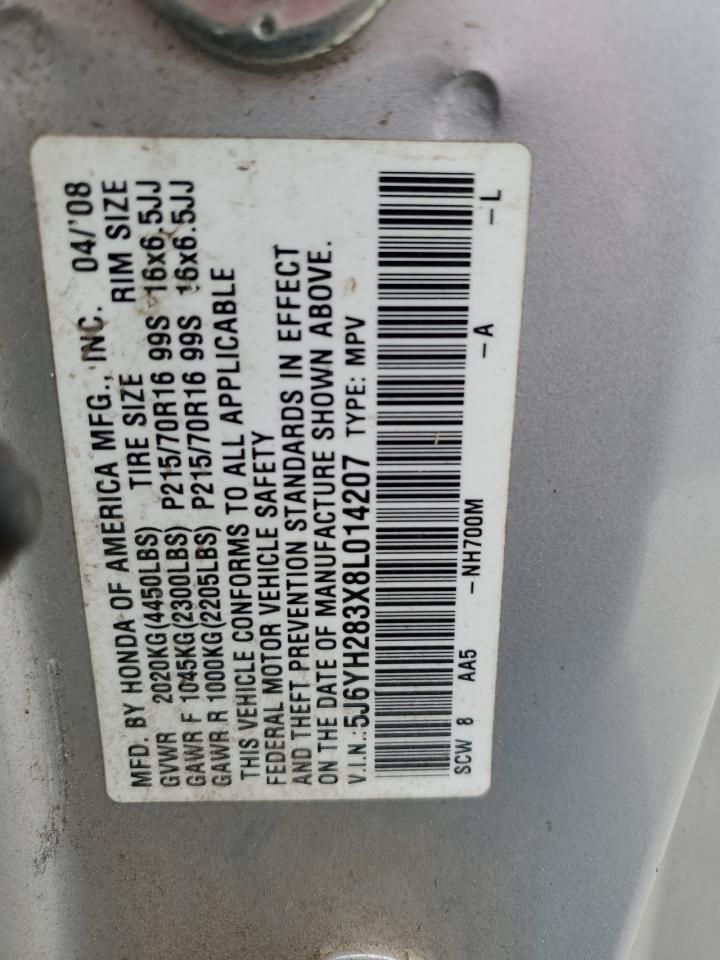 MFD. BY HONDA OF AMERICA MFG., INC. 04/'08
GVWR 2020KG(4450LBS) TIRE SIZE RIM SIZE
GAWR F 1045KG(2300LBS) P215/70R16 99S 16x6.5JJ
GAWR R 1000KG(2205LBS) P215/70R16 99S 16x6.5JJ
THIS VEHICLE CONFORMS TO ALL APPLICABLE
FEDERAL MOTOR VEHICLE SAFETY
AND THEFT PREVENTION STANDARDS IN EFFECT
ON THE DATE OF MANUFACTURE SHOWN ABOVE.
V.I.N.:5J6YH283X8L014207 TYPE: MPV
SCW 8 AA5 -NH700M -A -L